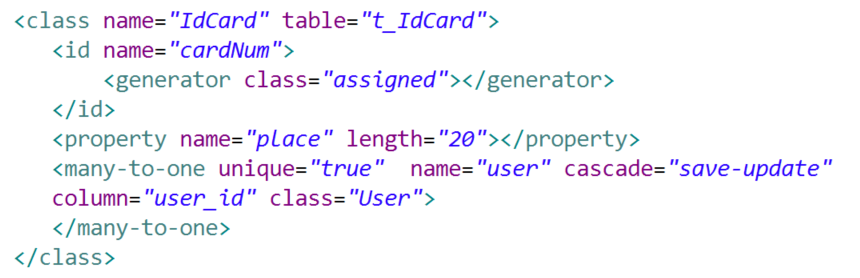 <class name="IdCard" table="t_IdCard">
<id name="cardNum">
<generator class="assigned"></generator>
</id>
<property name="place" length="20"></property>
<many-to-one unique="true"  name="user" cascade="save-update"
column="user_id" class="User">
</many-to-one>
</class>